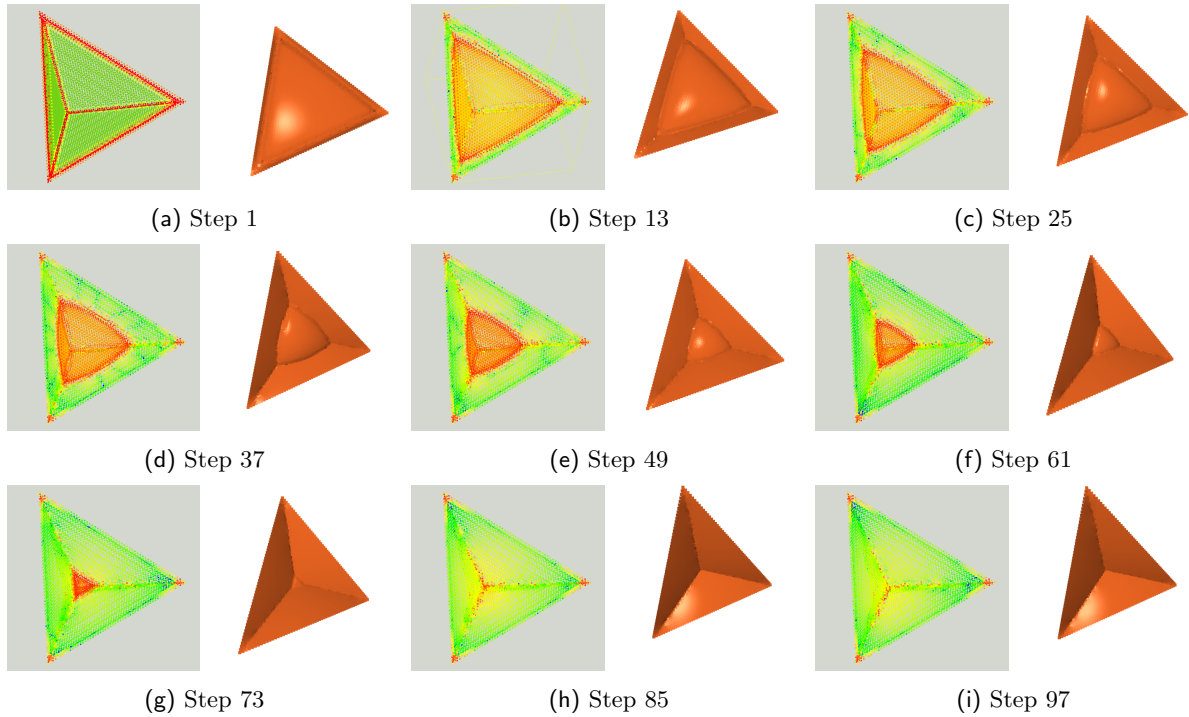 (a) Step 1
(b) Step 13
(c) Step 25
(d) Step 37
(e) Step 49
(f) Step 61
(g) Step 73
(h) Step 85
(i) Step 97